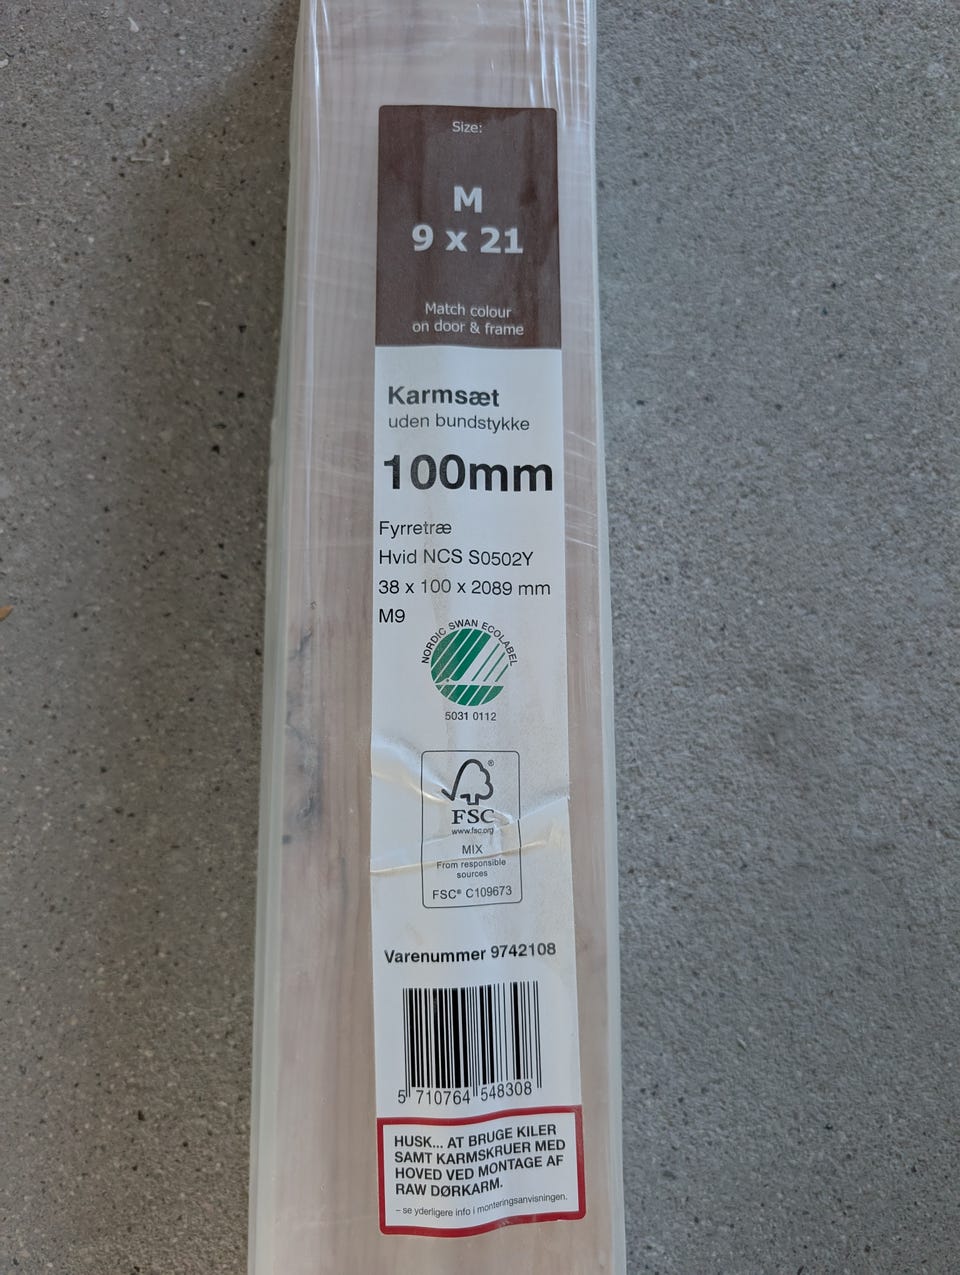 Size:
M
9 x 21
Match colour
on door & frame
Karmsæt
uden bundstykke
100mm
Fyrretræ
Hvid NCS S0502Y
38 x 100 x 2089 mm
M9
NORDIC SWAN ECOLABEL
5031 0112
®
FSC
www.fsc.org
MIX
From responsible
sources
FSC® C109673
Varenummer 9742108
5 710764 548308
HUSK... AT BRUGE KILER
SAMT KARMSKRUER MED
HOVED VED MONTAGE AF
RAW DØRKARM.
– se yderligere info i monteringsanvisningen.